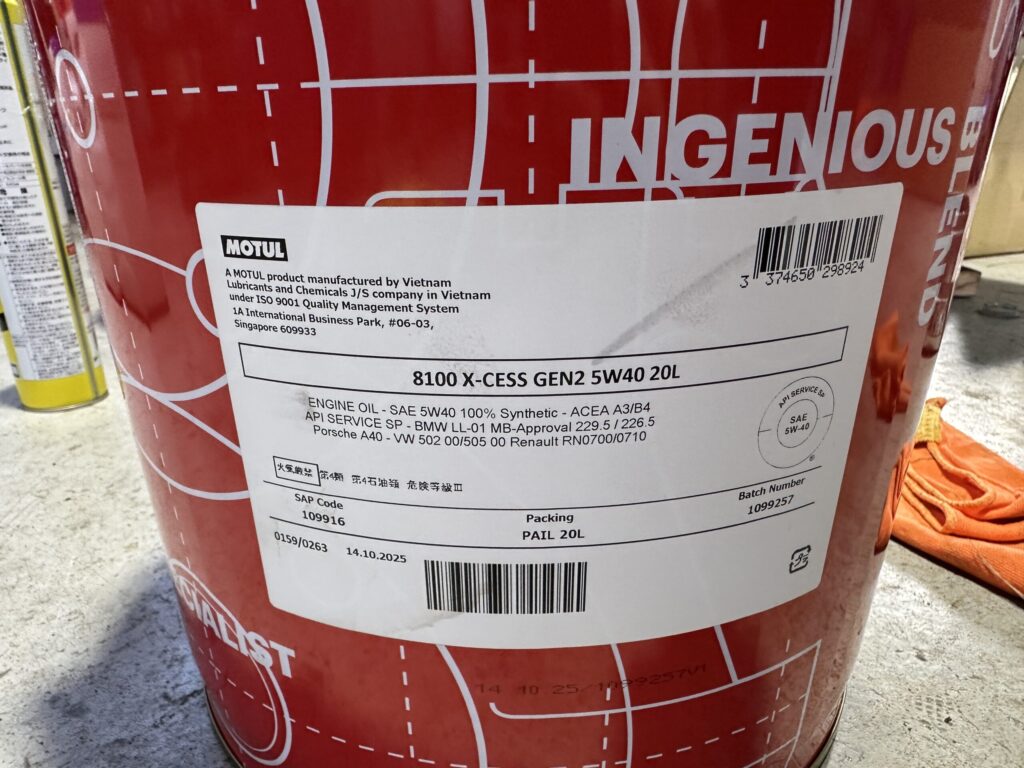 INGENIOUS
BLEND
MOTUL
A MOTUL product manufactured by Vietnam
Lubricants and Chemicals J/S company in Vietnam
under ISO 9001 Quality Management System
1A International Business Park, #06-03,
Singapore 609933
3 374650 298924
8100 X-CESS GEN2 5W40 20L
ENGINE OIL - SAE 5W40 100% Synthetic - ACEA A3/B4
API SERVICE SP - BMW LL-01 MB-Approval 229.5 / 226.5
Porsche A40 - VW 502 00/505 00 Renault RN0700/0710
API SERVICE SP
SAE
5W-40
火気厳禁 第4類 第4石油類 危険等級Ⅲ
SAP Code
109916
Packing
PAIL 20L
Batch Number
1099257
0159/0263 14.10.2025
CIALIST
14 10 25/1099257V1